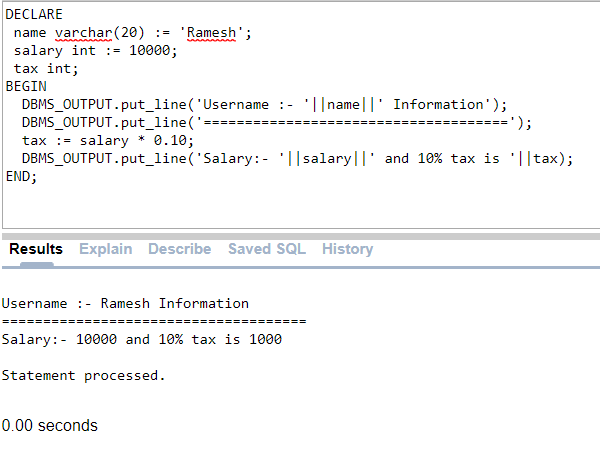 DECLARE
name varchar(20) := 'Ramesh';
salary int := 10000;
tax int;
BEGIN
DBMS_OUTPUT.put_line('Username :- '||name||' Information');
DBMS_OUTPUT.put_line('=====================================');
tax := salary * 0.10;
DBMS_OUTPUT.put_line('Salary:- '||salary||' and 10% tax is '||tax);
END;
Results Explain Describe Saved SQL History
Username :- Ramesh Information
=====================================
Salary:- 10000 and 10% tax is 1000
Statement processed.
0.00 seconds